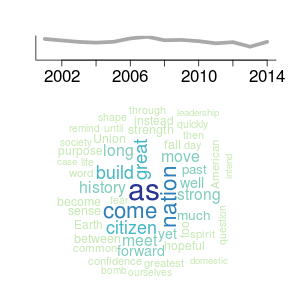 2002 2006 2010 2014
through leadership
shape instead quickly
remind until strength then
society Union great fall day
purpose long move American
case life build past intend
word as nation well
history strong
become fear come much
sense citizen too question
Earth yet spirit
between meet hopeful
common forward
confidence greatest domestic
bomb ourselves